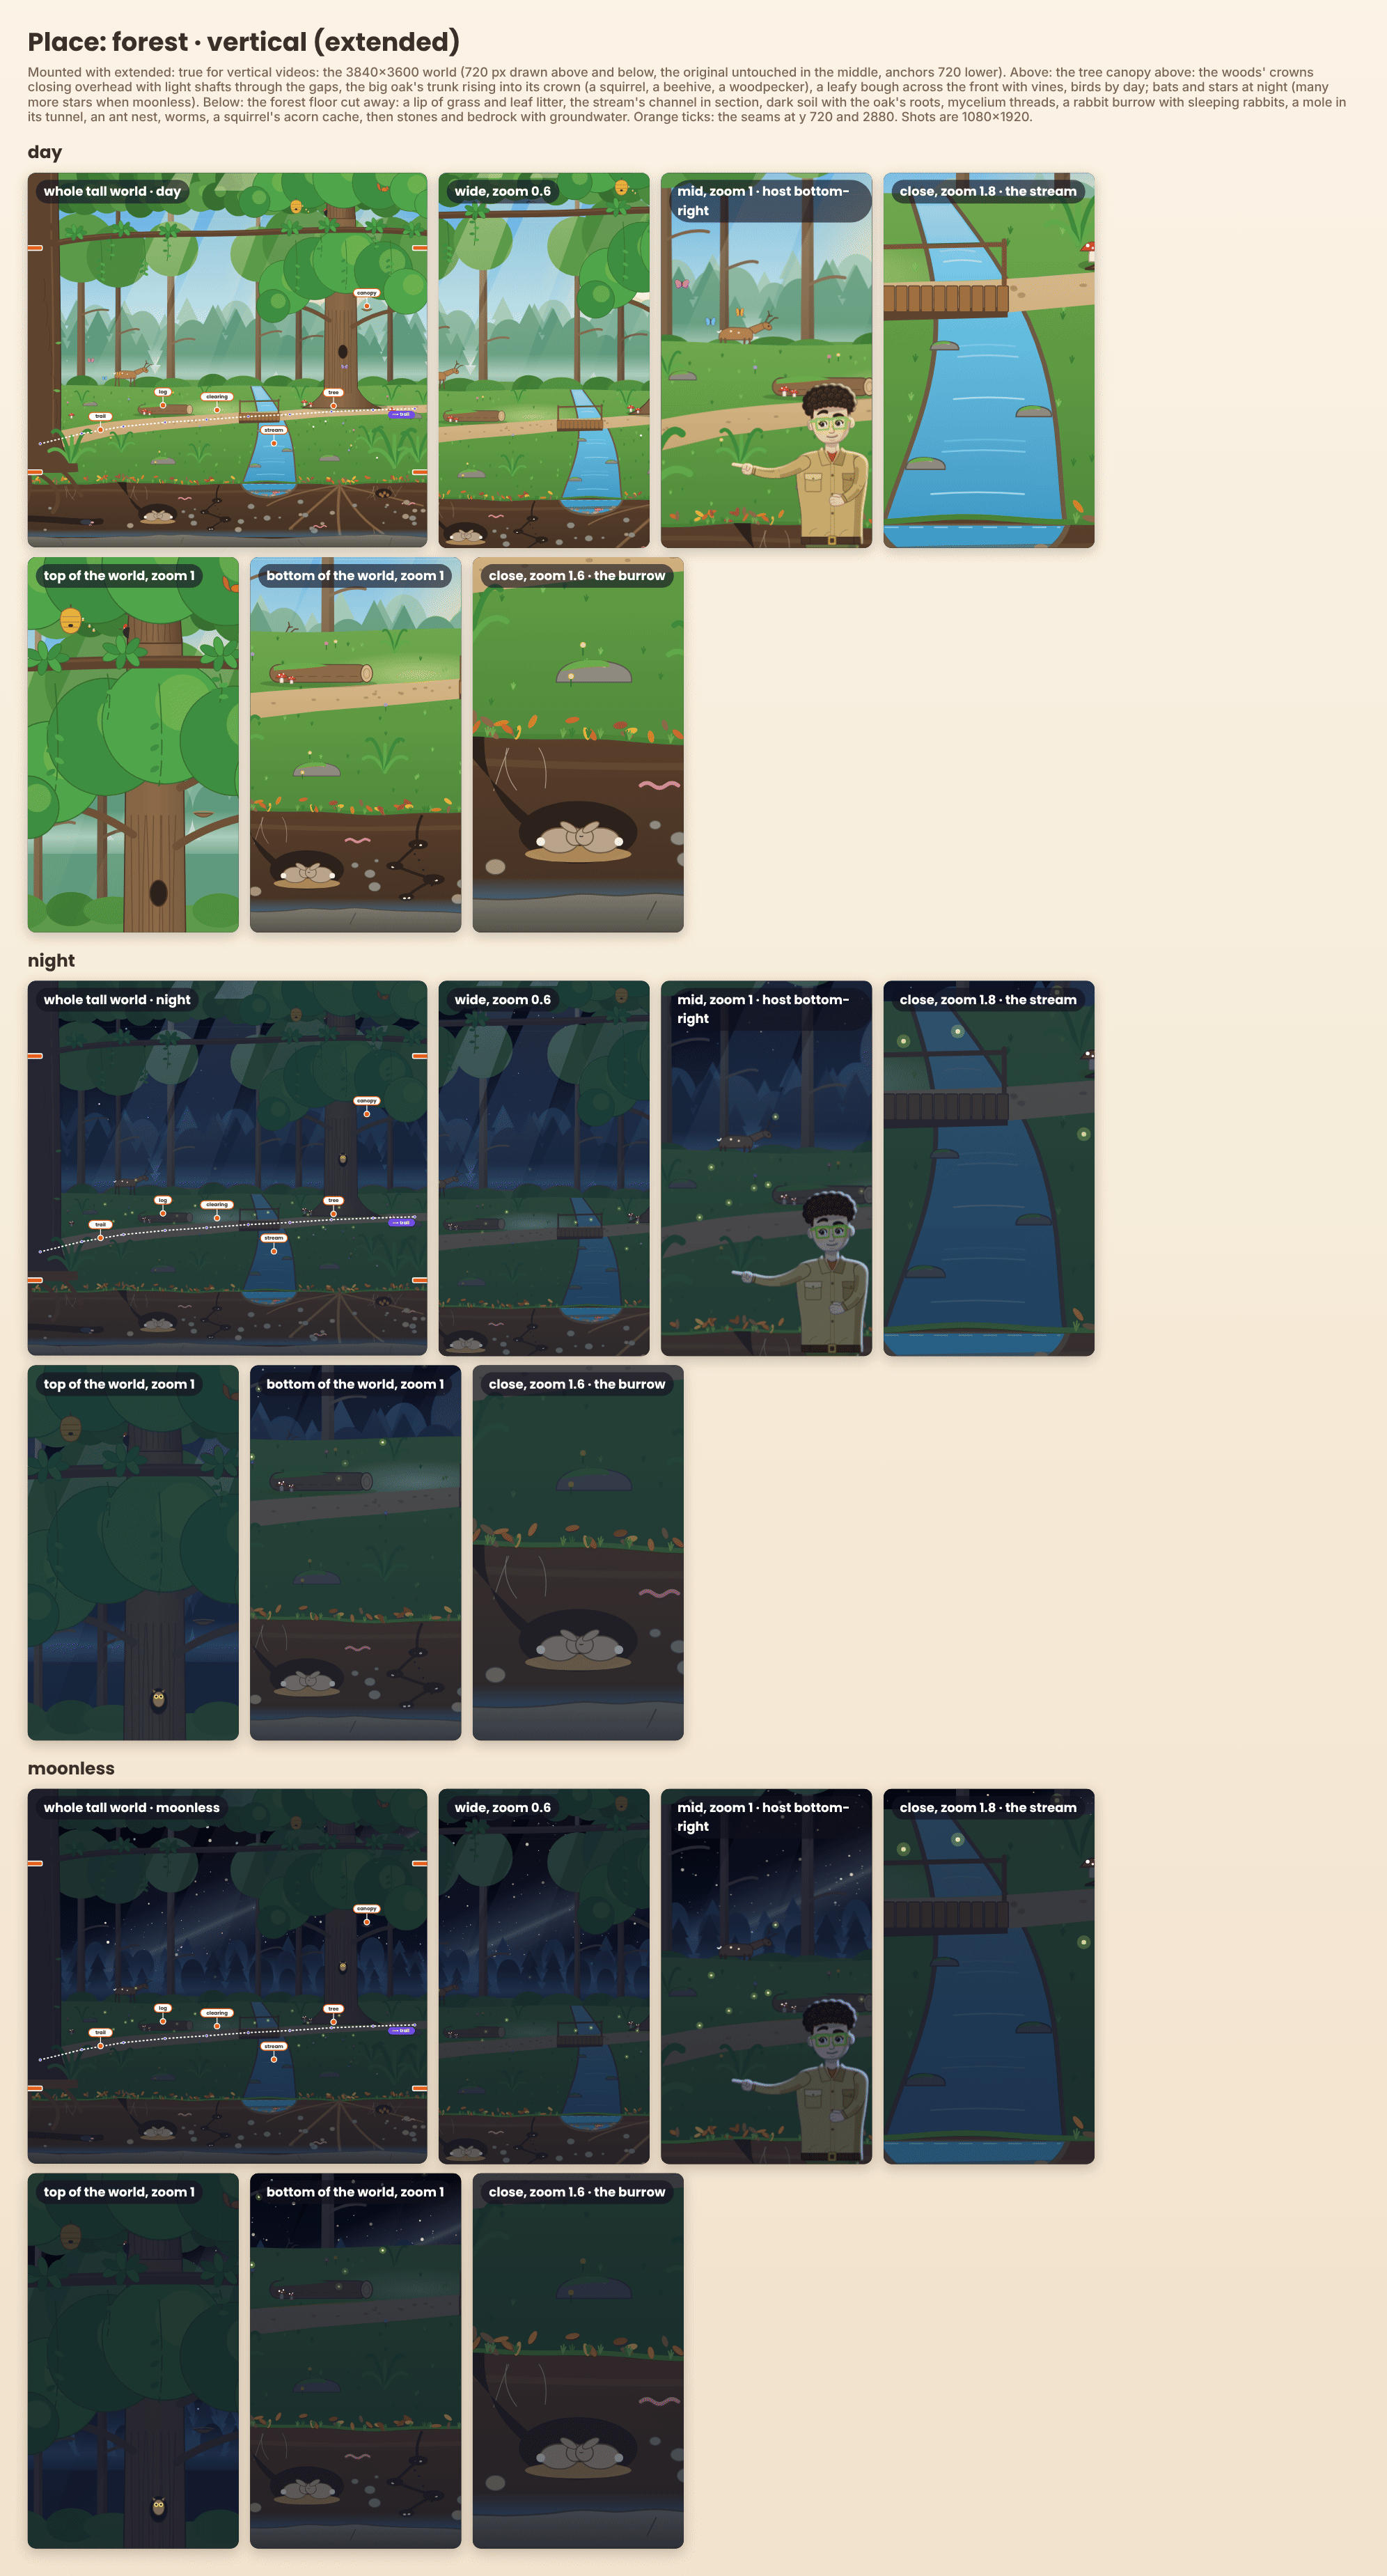 Place: forest · vertical (extended)
Mounted with extended: true for vertical videos: the 3840×3600 world (720 px drawn above and below, the original untouched in the middle, anchors 720 lower). Above: the tree canopy above: the woods' crowns
closing overhead with light shafts through the gaps, the big oak's trunk rising into its crown (a squirrel, a beehive, a woodpecker), a leafy bough across the front with vines, birds by day; bats and stars at night (many
more stars when moonless). Below: the forest floor cut away: a lip of grass and leaf litter, the stream's channel in section, dark soil with the oak's roots, mycelium threads, a rabbit burrow with sleeping rabbits, a mole in
its tunnel, an ant nest, worms, a squirrel's acorn cache, then stones and bedrock with groundwater. Orange ticks: the seams at y 720 and 2880. Shots are 1080×1920.
day
whole tall world · day
wide, zoom 0.6
mid, zoom 1 · host bottom-
right
close, zoom 1.8 · the stream
canopy
log
clearing
tree
trail
→ trail
stream
top of the world, zoom 1
bottom of the world, zoom 1
close, zoom 1.6 · the burrow
night
whole tall world · night
wide, zoom 0.6
mid, zoom 1 · host bottom-
right
close, zoom 1.8 · the stream
canopy
log
clearing
tree
trail
→ trail
stream
top of the world, zoom 1
bottom of the world, zoom 1
close, zoom 1.6 · the burrow
moonless
whole tall world · moonless
wide, zoom 0.6
mid, zoom 1 · host bottom-
right
close, zoom 1.8 · the stream
canopy
log
clearing
tree
trail
→ trail
stream
top of the world, zoom 1
bottom of the world, zoom 1
close, zoom 1.6 · the burrow